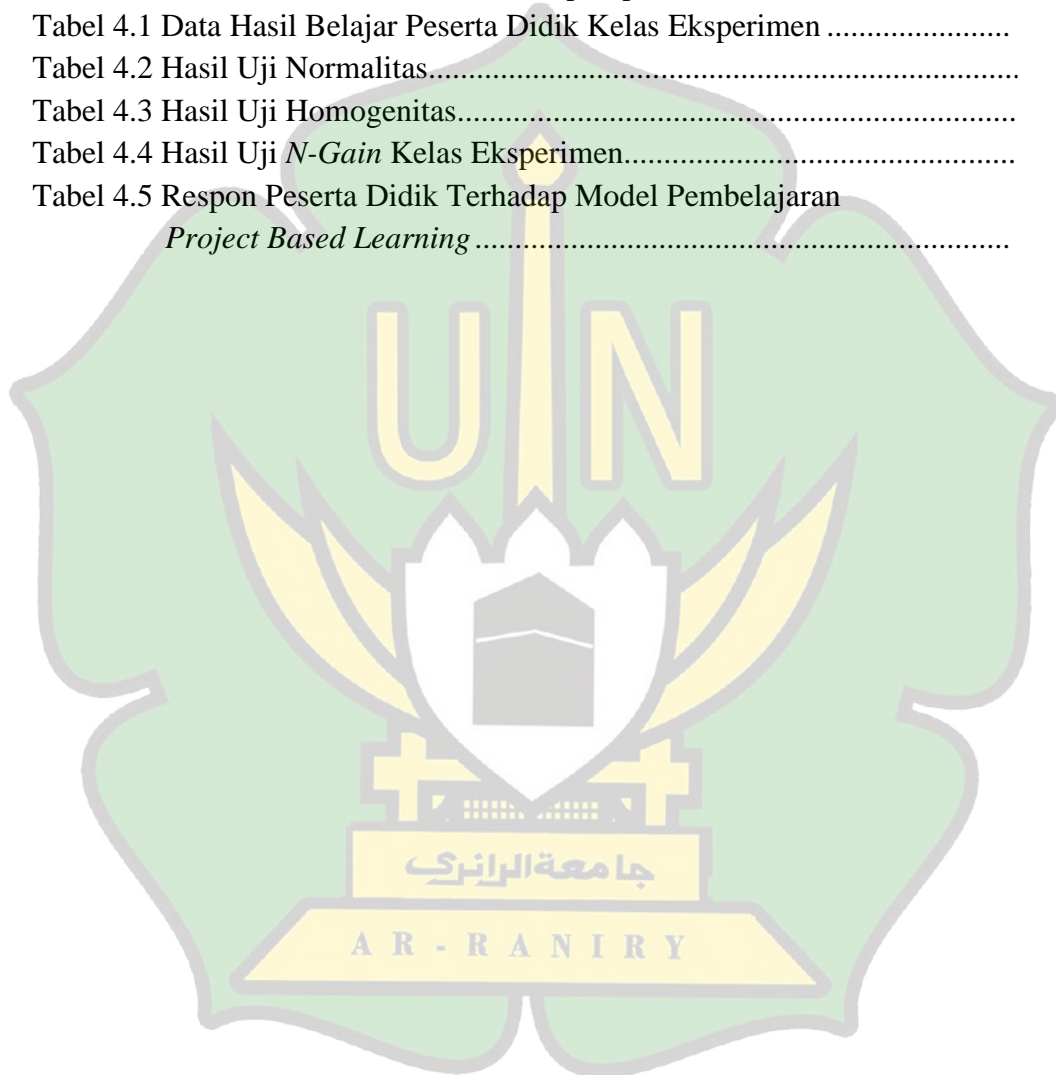 Tabel 4.1 Data Hasil Belajar Peserta Didik Kelas Eksperimen .......................
Tabel 4.2 Hasil Uji Normalitas...........................................................................
Tabel 4.3 Hasil Uji Homogenitas.......................................................................
Tabel 4.4 Hasil Uji N-Gain Kelas Eksperimen..................................................
Tabel 4.5 Respon Peserta Didik Terhadap Model Pembelajaran
Project Based Learning ....................................................................
UIN
جامعةالرانري
AR-RANIRY